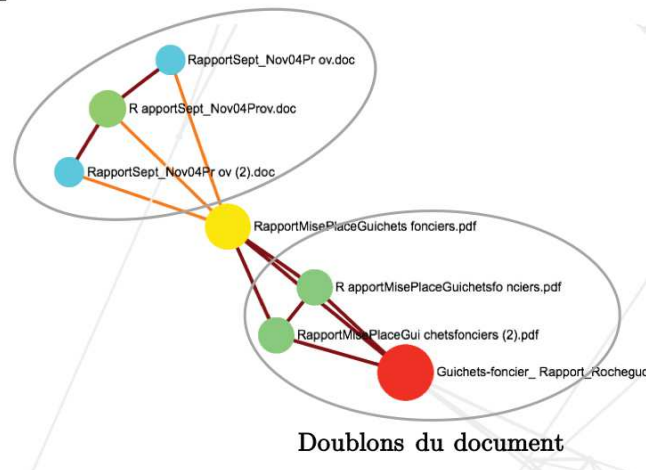 RapportSept_Nov04Pr ov.doc
R apportSept_Nov04Prov.doc
RapportSept_Nov04Pr ov (2).doc
RapportMisePlaceGuichets fonciers.pdf
R apportMisePlaceGuichetsfo nciers.pdf
RapportMisePlaceGui chetsfonciers (2).pdf
Guichets-foncier_ Rapport_Rochegud
Doublons du document